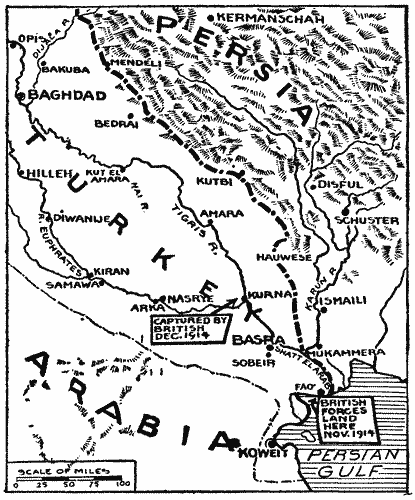 PERSIA
KERMANSCHAH
OPIS
DIJSEA R.
BAKUBA
MENDELI
BAGHDAD
BEDRAI
TURKEY
HILLEH
KUT EL
AMARA
HAI R.
KUTBI
DISFUL
TIGRIS R.
AMARA
SCHUSTER
DIWANIJE
R. EUPHRATES
HAUWESE
KARUN R.
KIRAN
SAMAWA
NASRYE
ARKA
KURNA
ISMAILI
CAPTURED BY
BRITISH
DEC. 1914
BASRA
SOBEIR
SHATT EL ARAB
MUKAMMERA
ARABIA
FAO
BRITISH
FORCES
LAND
HERE
NOV. 1914
KOWEIT
PERSIAN
GULF
SCALE OF MILES
0 25 50 75 100